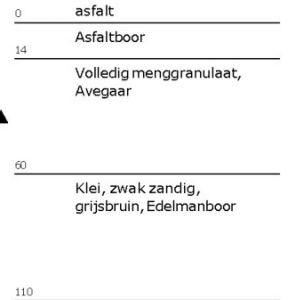 0
asfalt
Asfaltboor
14
Volledig menggranulaat,
Avegaar
60
Klei, zwak zandig,
grijsbruin, Edelmanboor
110